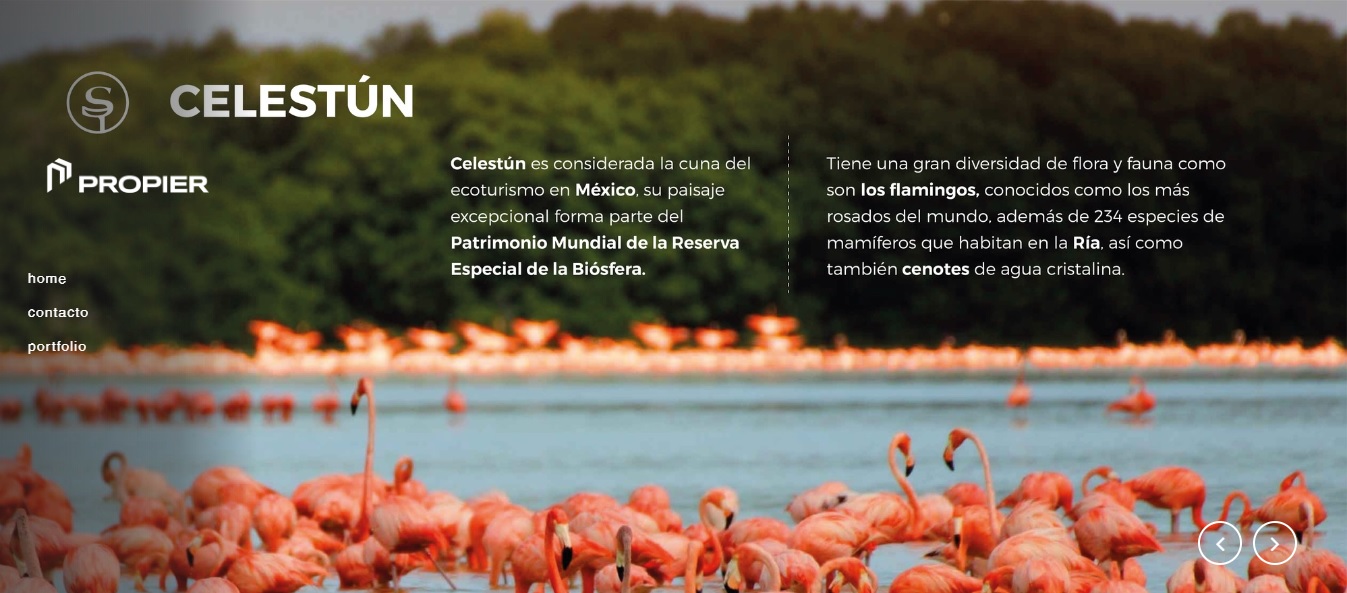 CELESTÚN
PROPIER
home
contacto
portfolio
Celestún es considerada la cuna del
ecoturismo en México, su paisaje
excepcional forma parte del
Patrimonio Mundial de la Reserva
Especial de la Biósfera.
Tiene una gran diversidad de flora y fauna como
son los flamingos, conocidos como los más
rosados del mundo, además de 234 especies de
mamíferos que habitan en la Ría, así como
también cenotes de agua cristalina.